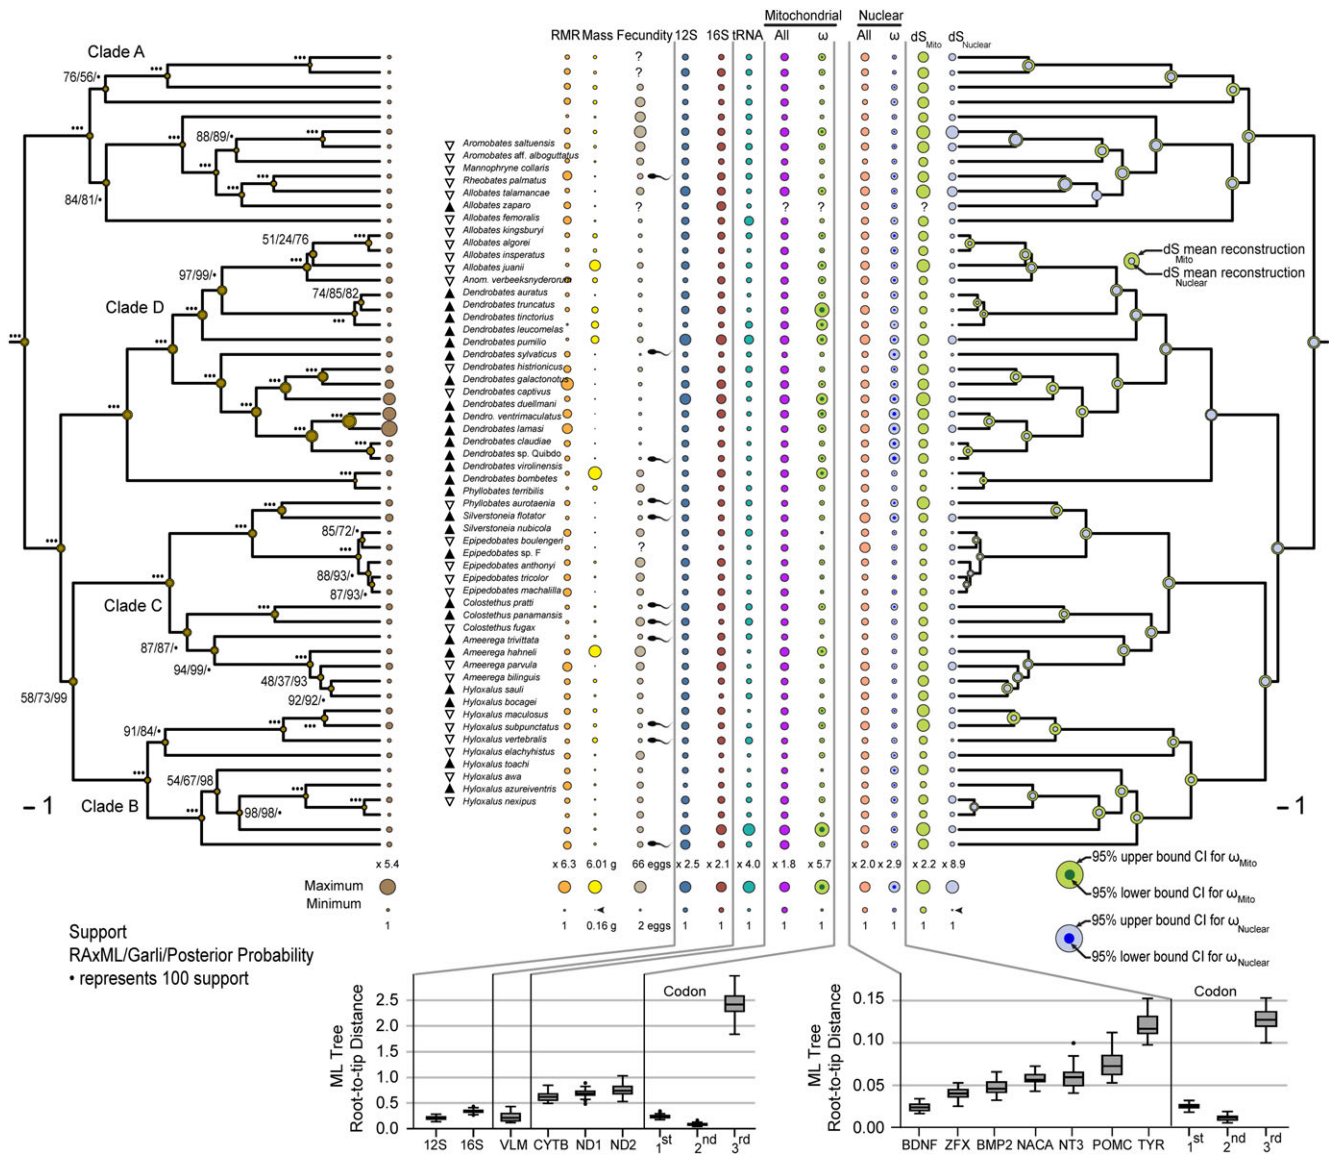 Mitochondrial Nuclear
RMR Mass Fecundity 12S 16S tRNA All ω All ω dS Mito dS Nuclear
Clade A
76/56/•
88/89/•
84/81/•
51/24/76
97/99/•
74/85/82
Clade D
85/72/•
88/93/•
87/93/•
Clade C
87/87/•
94/99/•
48/37/93
92/92/•
58/73/99
91/84/•
54/67/98
98/98/•
Clade B
– 1
? ?
? ? ? ?
?
?
Aromobates saltuensis
Aromobates aff. alboguttatus
Mannophryne collaris
Rheobates palmatus
Allobates talamancae
Allobates zaparo
Allobates femoralis
Allobates kingsburyi
Allobates algorei
Allobates insperatus
Allobates juanii
Anom. verbeeksnyderorum
Dendrobates auratus
Dendrobates truncatus
Dendrobates tinctorius
Dendrobates leucomelas
Dendrobates pumilio
Dendrobates sylvaticus
Dendrobates histrionicus
Dendrobates galactonotus
Dendrobates captivus
Dendrobates duellmani
Dendro. ventrimaculatus
Dendrobates lamasi
Dendrobates claudiae
Dendrobates sp. Quibdo
Dendrobates virolinensis
Dendrobates bombetes
Phyllobates terribilis
Phyllobates aurotaenia
Silverstoneia flotator
Silverstoneia nubicola
Epipedobates boulengeri
Epipedobates sp. F
Epipedobates anthonyi
Epipedobates tricolor
Epipedobates machalilla
Colostethus pratti
Colostethus panamansis
Colostethus fugax
Ameerega trivittata
Ameerega hahneli
Ameerega parvula
Ameerega bilinguis
Hyloxalus sauli
Hyloxalus bocagei
Hyloxalus maculosus
Hyloxalus subpunctatus
Hyloxalus vertebralis
Hyloxalus elachyhistus
Hyloxalus toachi
Hyloxalus awa
Hyloxalus azureiventris
Hyloxalus nexipus
dS mean reconstruction
Mito
dS mean reconstruction
Nuclear
– 1
x 5.4 x 6.3 6.01 g 66 eggs x 2.5 x 2.1 x 4.0 x 1.8 x 5.7 x 2.0 x 2.9 x 2.2 x 8.9
Maximum
Minimum
1 1 0.16 g 2 eggs 1 1 1 1 1 1 1 1 1
95% upper bound CI for ω Mito
95% lower bound CI for ω Mito
95% upper bound CI for ω Nuclear
95% lower bound CI for ω Nuclear
Support
RAxML/Garli/Posterior Probability
• represents 100 support
ML Tree
Root-to-tip Distance
2.5
2.0
1.5
1.0
0.5
0.0
Codon
12S 16S VLM CYTB ND1 ND2 1st 2nd 3rd
ML Tree
Root-to-tip Distance
0.15
0.10
0.05
0.00
Codon
BDNF ZFX BMP2 NACA NT3 POMC TYR 1st 2nd 3rd